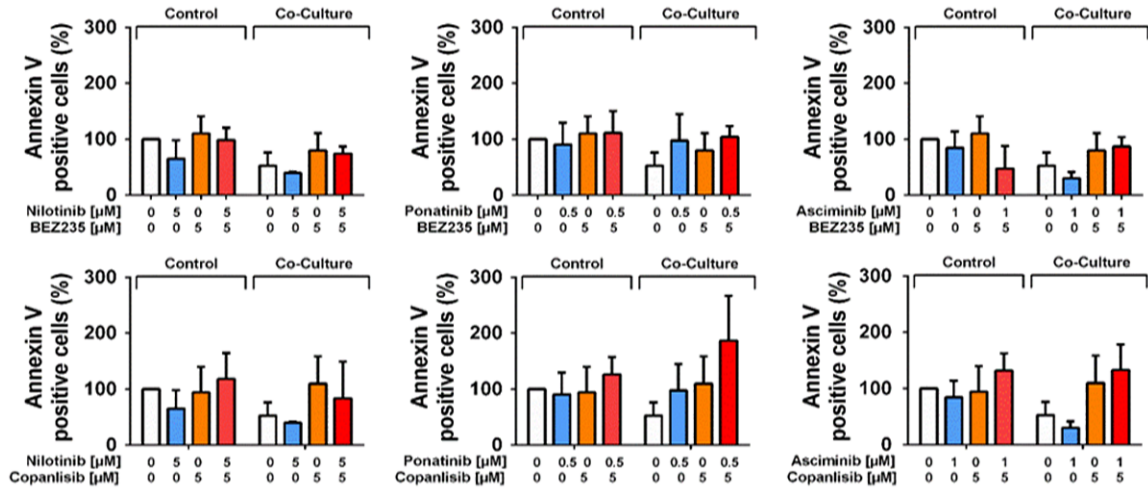 Control Co-Culture
300
200
100
0
Annexin V
positive cells (%)
Nilotinib [µM] 0 5 0 5 0 5 0 5
BEZ235 [µM] 0 0 5 5 0 0 5 5
Control Co-Culture
300
200
100
0
Annexin V
positive cells (%)
Ponatinib [µM] 0 0.5 0 0.5 0 0.5 0 0.5
BEZ235 [µM] 0 0 5 5 0 0 5 5
Control Co-Culture
300
200
100
0
Annexin V
positive cells (%)
Asciminib [µM] 0 1 0 1 0 1 0 1
BEZ235 [µM] 0 0 5 5 0 0 5 5
Control Co-Culture
300
200
100
0
Annexin V
positive cells (%)
Nilotinib [µM] 0 5 0 5 0 5 0 5
Copanlisib [µM] 0 0 5 5 0 0 5 5
Control Co-Culture
300
200
100
0
Annexin V
positive cells (%)
Ponatinib [µM] 0 0.5 0 0.5 0 0.5 0 0.5
Copanlisib [µM] 0 0 5 5 0 0 5 5
Control Co-Culture
300
200
100
0
Annexin V
positive cells (%)
Asciminib [µM] 0 1 0 1 0 1 0 1
Copanlisib [µM] 0 0 5 5 0 0 5 5